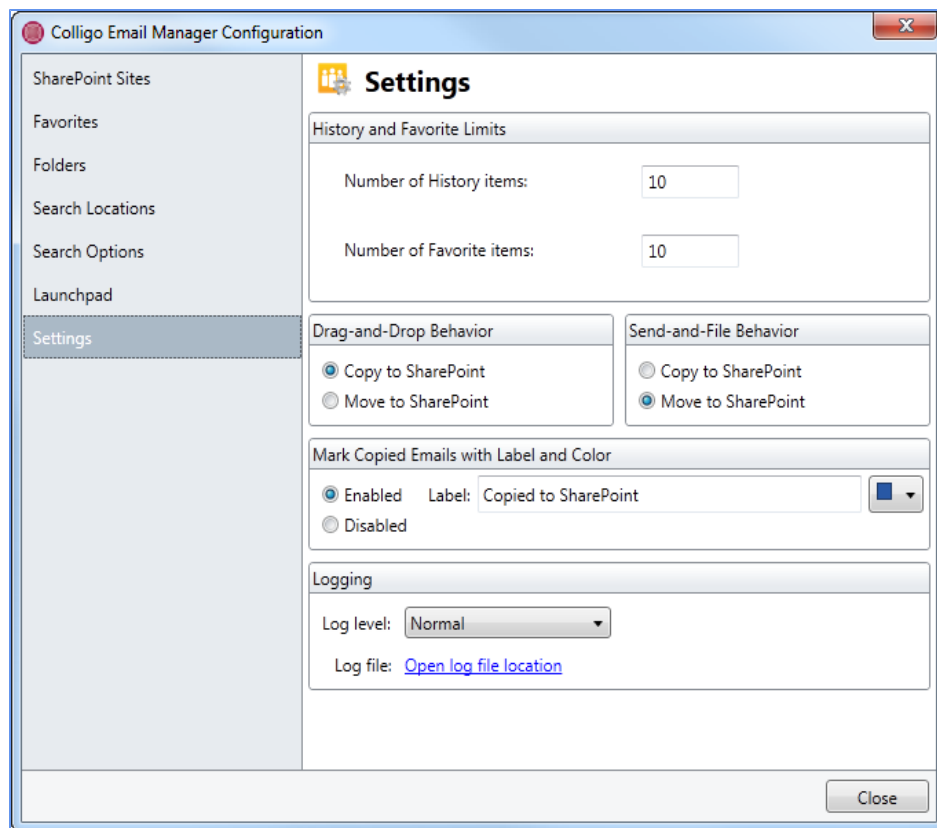 Colligo Email Manager Configuration
X
SharePoint Sites
Favorites
Folders
Search Locations
Search Options
Launchpad
Settings
Settings
History and Favorite Limits
Number of History items: 10
Number of Favorite items: 10
Drag-and-Drop Behavior
Copy to SharePoint
Move to SharePoint
Send-and-File Behavior
Copy to SharePoint
Move to SharePoint
Mark Copied Emails with Label and Color
Enabled Label: Copied to SharePoint
Disabled
Logging
Log level: Normal
Log file: Open log file location
Close